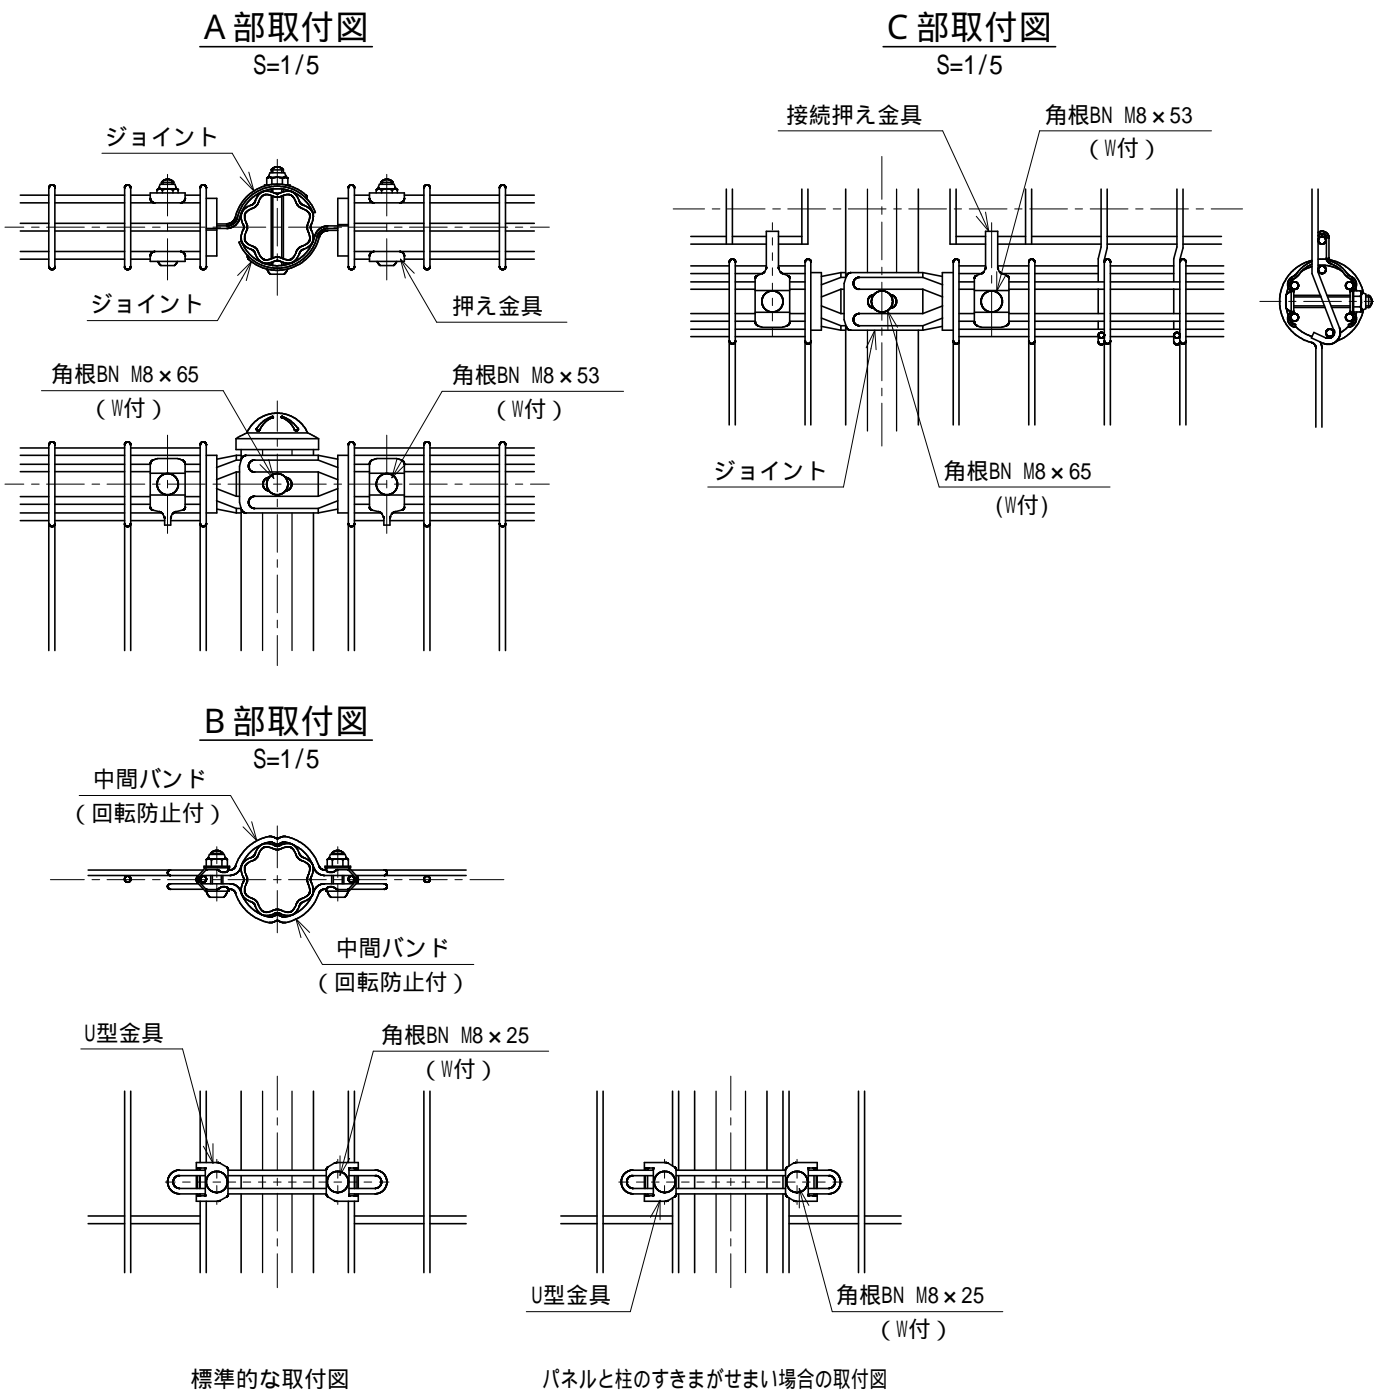 A部取付図
S=1/5
ジョイント
ジョイント
押え金具
角根BN M8×65
(W付)
角根BN M8×53
(W付)
C部取付図
S=1/5
接続押え金具
角根BN M8×53
(W付)
ジョイント
角根BN M8×65
(W付)
B部取付図
S=1/5
中間バンド
(回転防止付)
中間バンド
(回転防止付)
U型金具
角根BN M8×25
(W付)
U型金具
角根BN M8×25
(W付)
標準的な取付図
パネルと柱のすきまがせまい場合の取付図